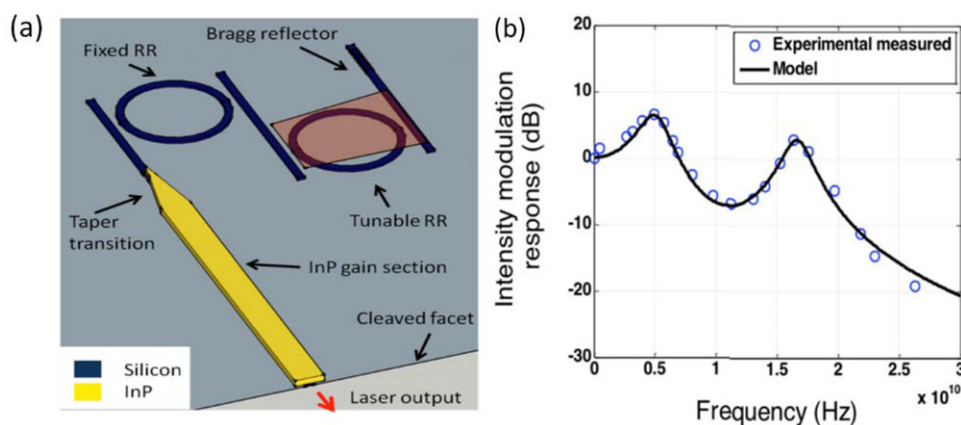 (a)
Fixed RR
Bragg reflector
Taper
transition
Tunable RR
InP gain section
Cleaved facet
Silicon
InP
Laser output
(b)
Intensity modulation
response (dB)
20
10
0
-10
-20
-30
Experimental measured
Model
0 0.5 1 1.5 2 2.5 3
x 10¹⁰
Frequency (Hz)